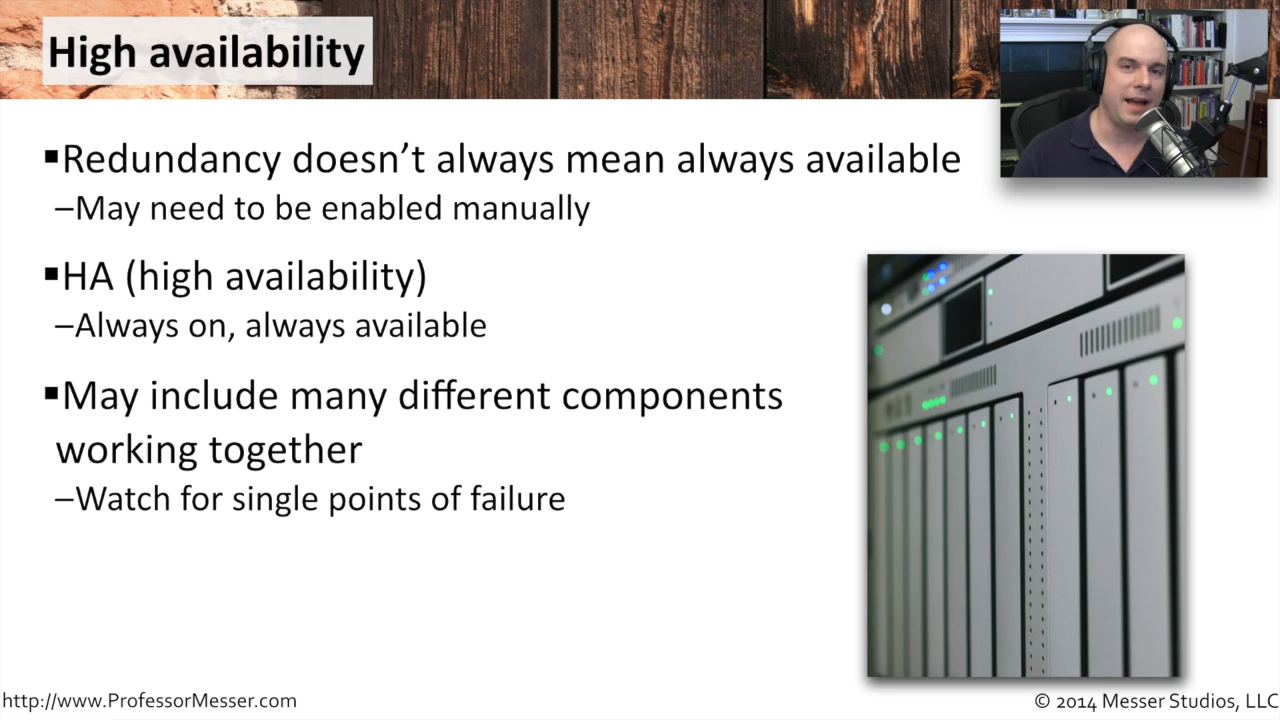 High availability
▪Redundancy doesn’t always mean always available
–May need to be enabled manually
▪HA (high availability)
–Always on, always available
▪May include many different components
working together
–Watch for single points of failure
http://www.ProfessorMesser.com
© 2014 Messer Studios, LLC